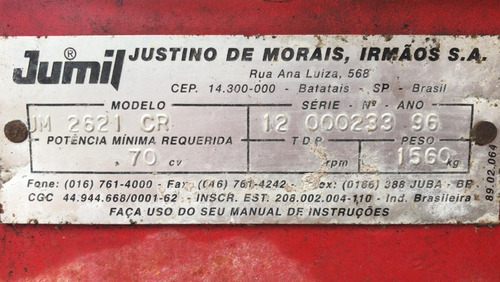 Jumil ® JUSTINO DE MORAIS, IRMÃOS S.A.
Rua Ana Luiza, 568
CEP. 14.300-000 - Batatais - SP - Brasil
MODELO SÉRIE - Nº - ANO
JM 2621 CR 12 000239 96
POTÊNCIA MÍNIMA REQUERIDA T D P PESO
70 cv rpm 1560 kg
Fone: (016) 761-4000 - Fax (016) 761-4242 - (0166) 388 JUBA - BR
CGC 44.944.668/0001-62 - INSCR. EST. 208.002.004-110 - Ind. Brasileira
FAÇA USO DO SEU MANUAL DE INSTRUÇÕES
89.02.064